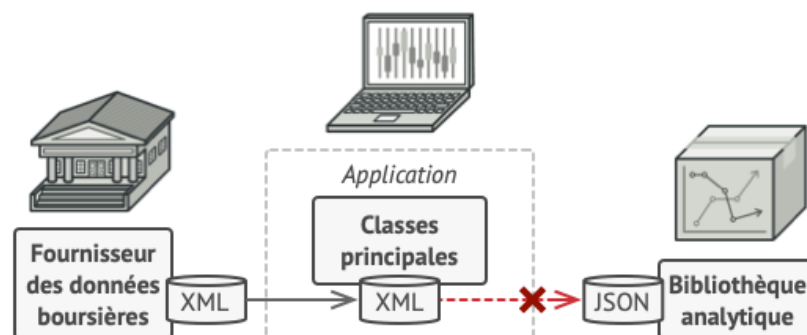 Application
Classes
principales
Fournisseur
des données
boursières
XML
XML
JSON
Bibliothèque
analytique